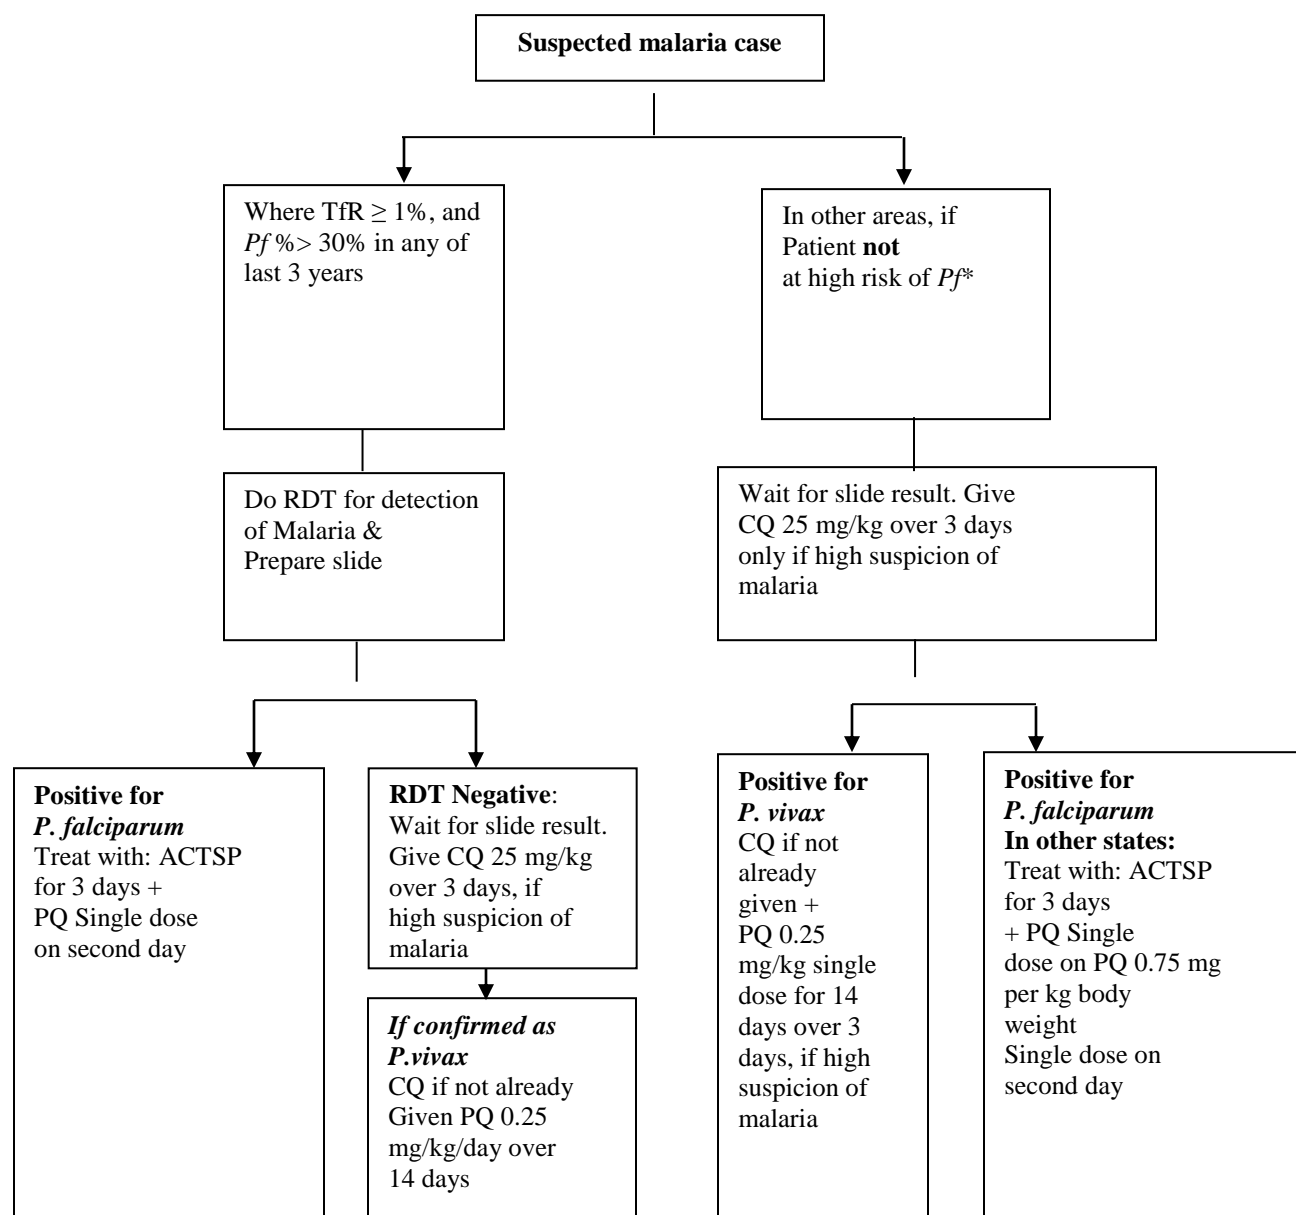 Suspected malaria case
Where TfR ≥ 1%, and
Pf %> 30% in any of
last 3 years
In other areas, if
Patient not
at high risk of Pf*
Do RDT for detection
of Malaria &
Prepare slide
Wait for slide result. Give
CQ 25 mg/kg over 3 days
only if high suspicion of
malaria
Positive for
P. falciparum
Treat with: ACTSP
for 3 days +
PQ Single dose
on second day
RDT Negative:
Wait for slide result.
Give CQ 25 mg/kg
over 3 days, if
high suspicion of
malaria
If confirmed as
P.vivax
CQ if not already
Given PQ 0.25
mg/kg/day over
14 days
Positive for
P. vivax
CQ if not
already
given +
PQ 0.25
mg/kg single
dose for 14
days over 3
days, if high
suspicion of
malaria
Positive for
P. falciparum
In other states:
Treat with: ACTSP
for 3 days
+ PQ Single
dose on PQ 0.75 mg
per kg body
weight
Single dose on
second day